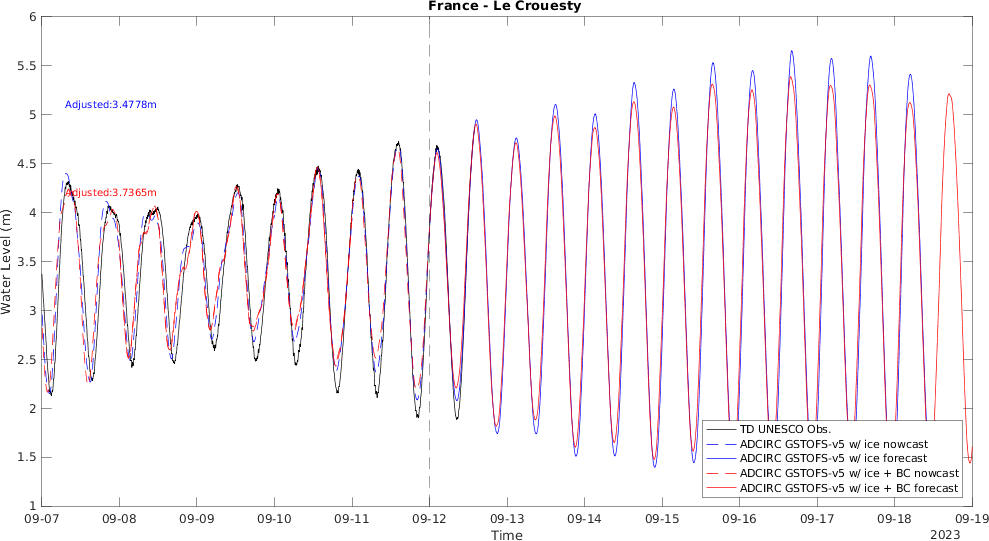 France - Le Crouesty
6
5.5
5
4.5
4
3.5
3
2.5
2
1.5
1
Water Level (m)
Adjusted:3.4778m
Adjusted:3.7365m
TD UNESCO Obs.
ADCIRC GSTOFS-v5 w/ ice nowcast
ADCIRC GSTOFS-v5 w/ ice forecast
ADCIRC GSTOFS-v5 w/ ice + BC nowcast
ADCIRC GSTOFS-v5 w/ ice + BC forecast
09-07 09-08 09-09 09-10 09-11 09-12 09-13 09-14 09-15 09-16 09-17 09-18 09-19
Time
2023